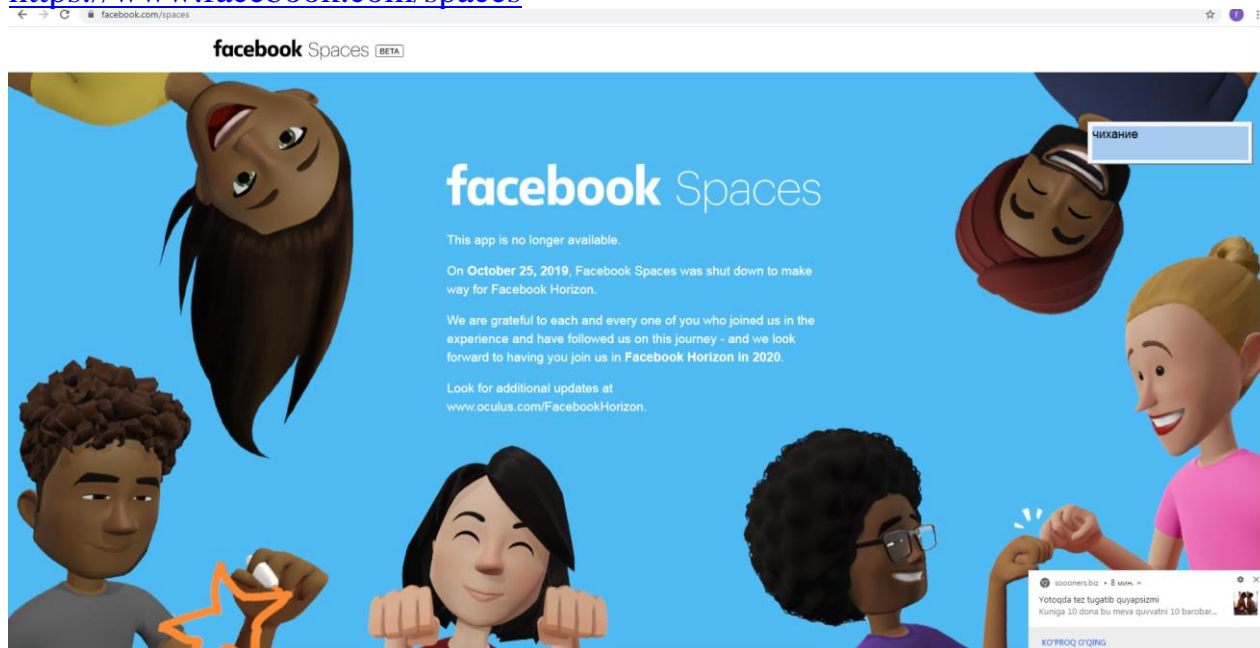 https://www.facebook.com/spaces
facebook.com/spaces
facebook Spaces BETA
чихание
facebook Spaces
This app is no longer available.
On October 25, 2019, Facebook Spaces was shut down to make
way for Facebook Horizon.
We are grateful to each and every one of you who joined us in the
experience and have followed us on this journey - and we look
forward to having you join us in Facebook Horizon in 2020.
Look for additional updates at
www.oculus.com/FacebookHorizon.
soooners.biz • 8 мин.
Yotoqda tez tugatib quyapsizmi
Kuniga 10 dona bu meva quvvatni 10 barobar...
KO'PROQ O'QING